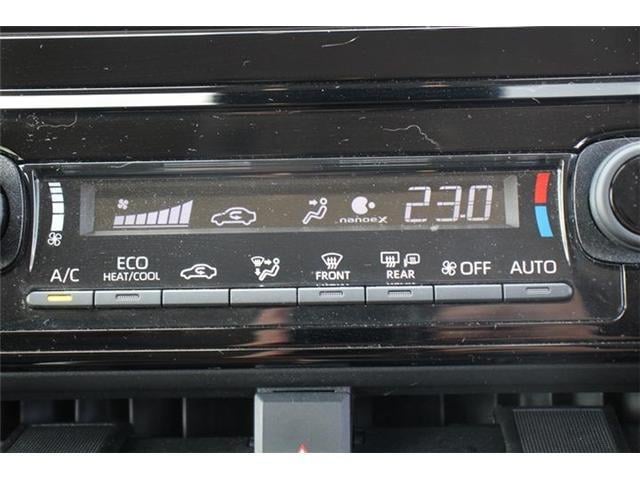 nanoeX 23.0
A/C ECO HEAT/COOL FRONT REAR OFF AUTO